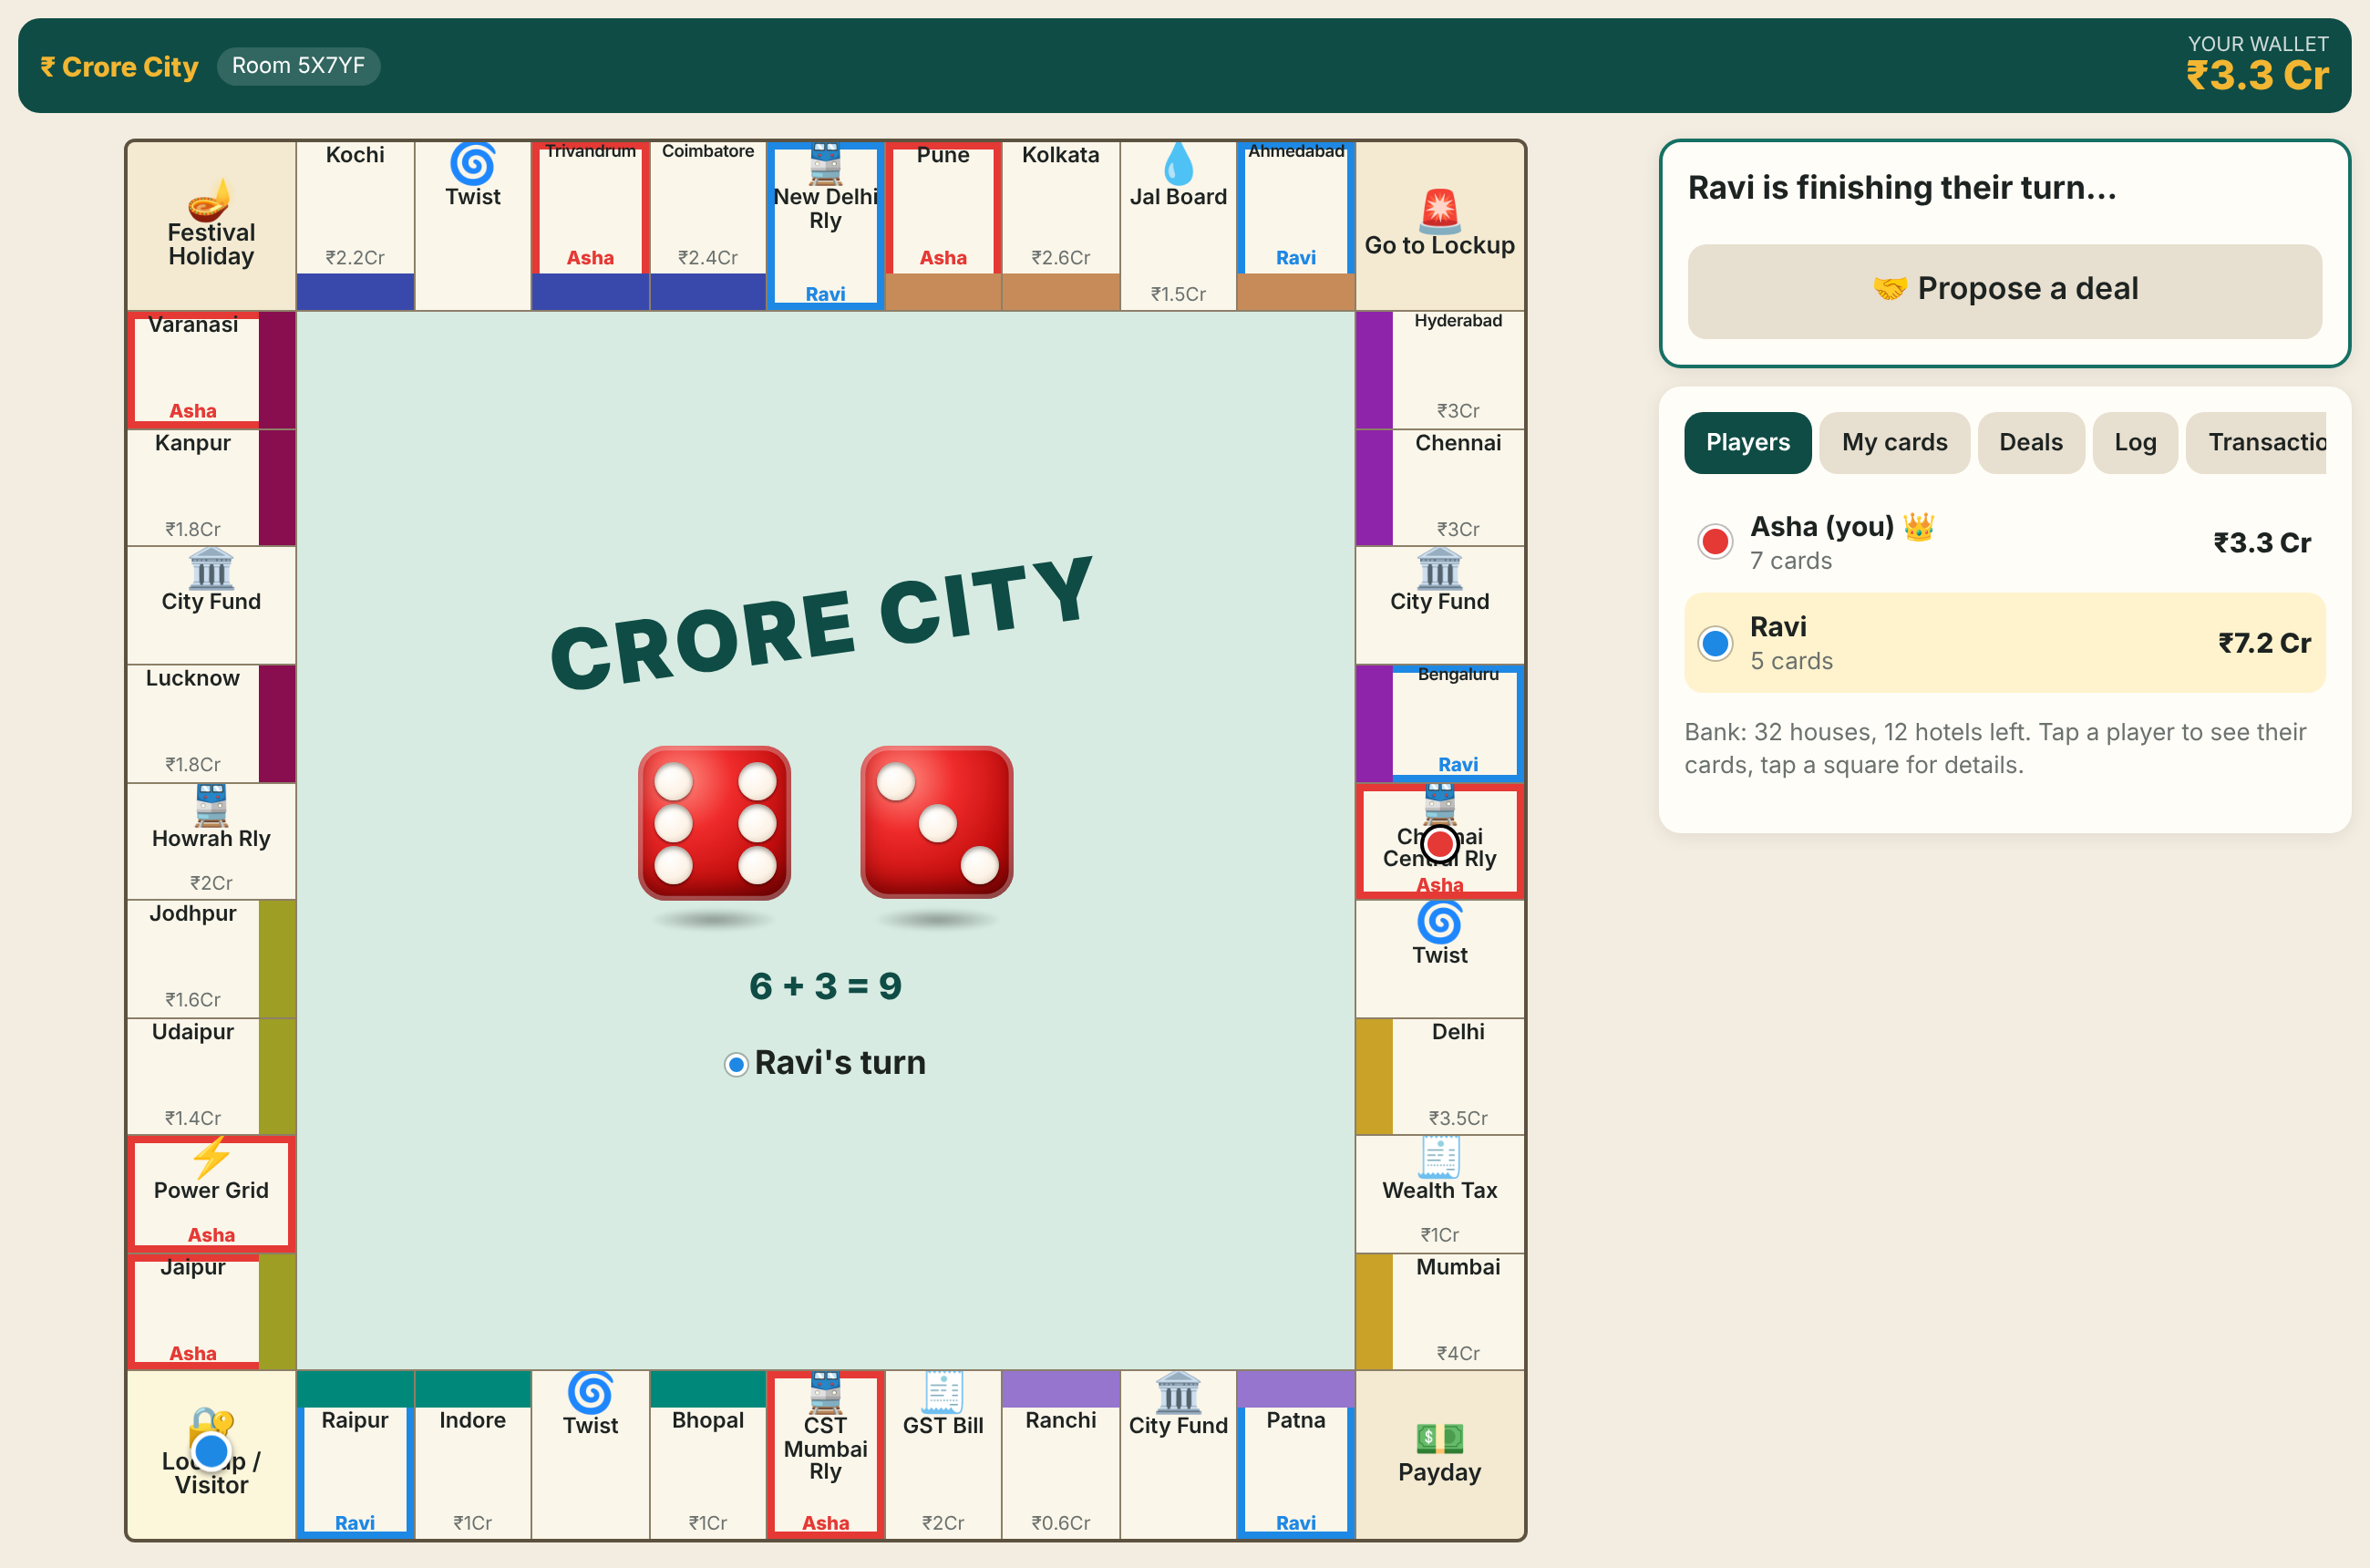 ₹ Crore City
Room 5X7YF
YOUR WALLET
₹3.3 Cr
Festival
Holiday
Kochi
₹2.2Cr
Twist
Trivandrum
Asha
Coimbatore
₹2.4Cr
New Delhi
Rly
Ravi
Pune
Asha
Kolkata
₹2.6Cr
Jal Board
₹1.5Cr
Ahmedabad
Ravi
Go to Lockup
Varanasi
Asha
Kanpur
₹1.8Cr
City Fund
Lucknow
₹1.8Cr
Howrah Rly
₹2Cr
Jodhpur
₹1.6Cr
Udaipur
₹1.4Cr
Power Grid
Asha
Jaipur
Asha
CRORE CITY
6 + 3 = 9
Ravi's turn
Hyderabad
₹3Cr
Chennai
₹3Cr
City Fund
Bengaluru
Ravi
Central Rly
Asha
Twist
Delhi
₹3.5Cr
Wealth Tax
₹1Cr
Mumbai
₹4Cr
Visitor
Raipur
Ravi
Indore
₹1Cr
Twist
Bhopal
₹1Cr
CST
Mumbai
Rly
Asha
GST Bill
₹2Cr
Ranchi
₹0.6Cr
City Fund
Patna
Ravi
Payday
Ravi is finishing their turn...
Propose a deal
Players
My cards
Deals
Log
Transactio
Asha (you)
7 cards
₹3.3 Cr
Ravi
5 cards
₹7.2 Cr
Bank: 32 houses, 12 hotels left. Tap a player to see their
cards, tap a square for details.